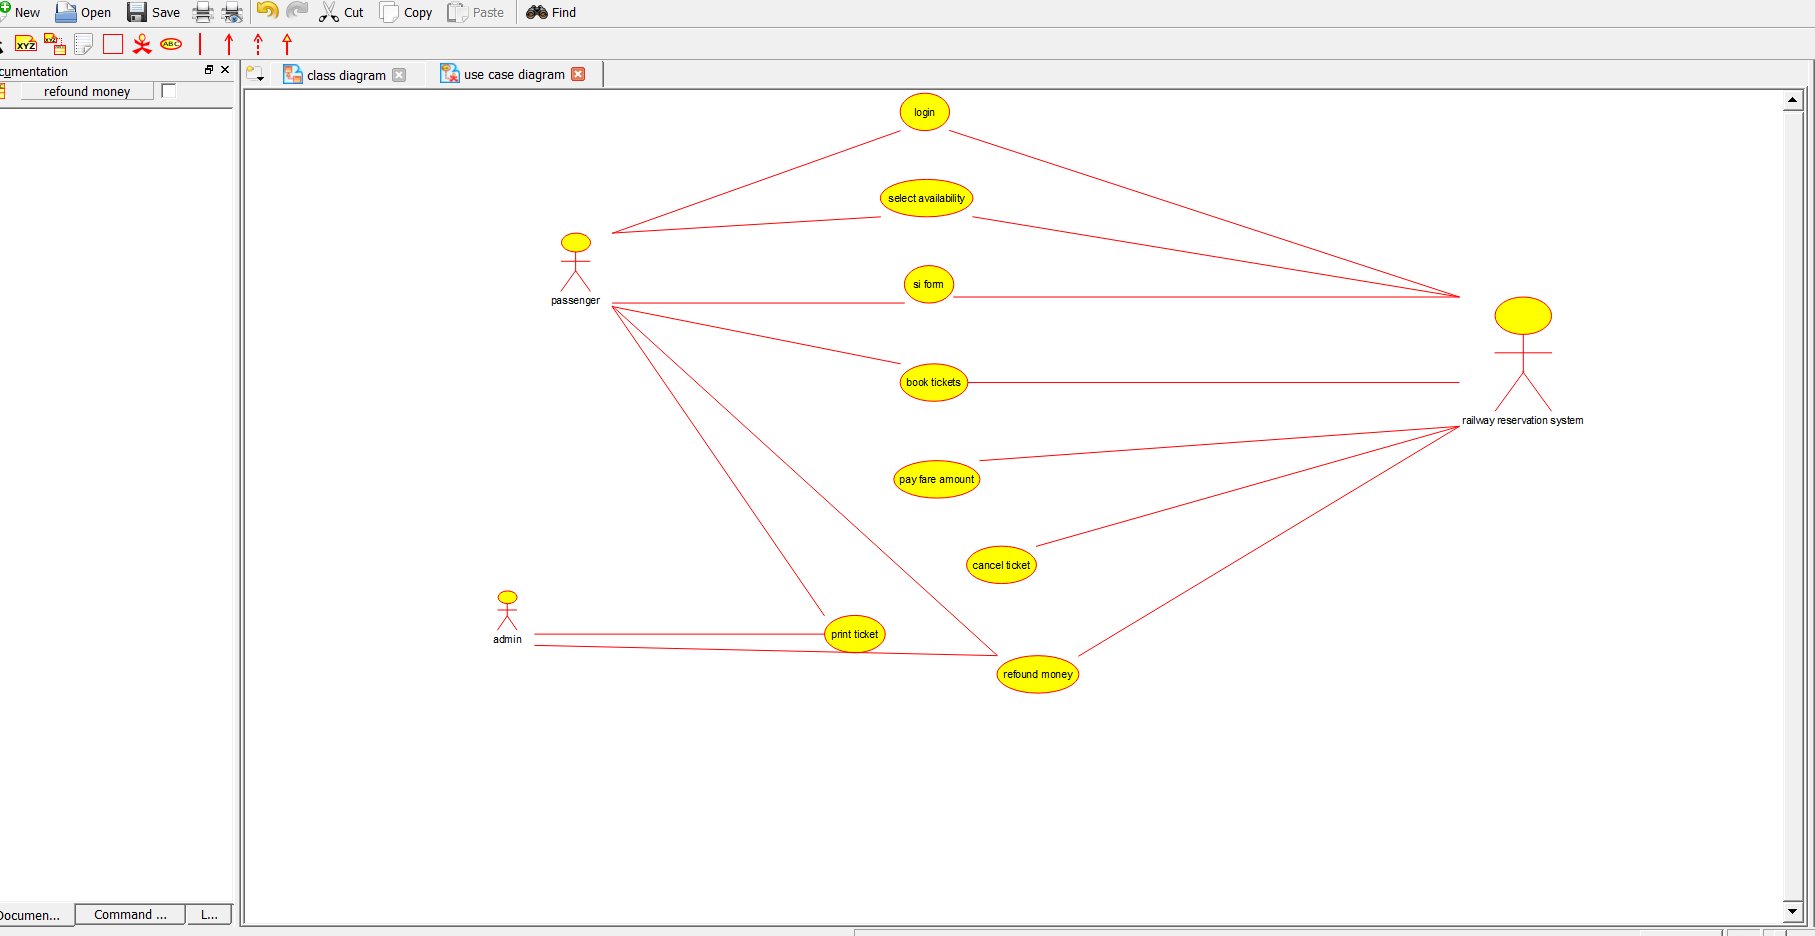 New Open Save Cut Copy Paste Find
XYZ XYZ ABC
cumentation
refound money
class diagram use case diagram
login
select availability
passenger
si form
railway reservation system
book tickets
pay fare amount
cancel ticket
admin
print ticket
refound money
Documen... Command ... L...